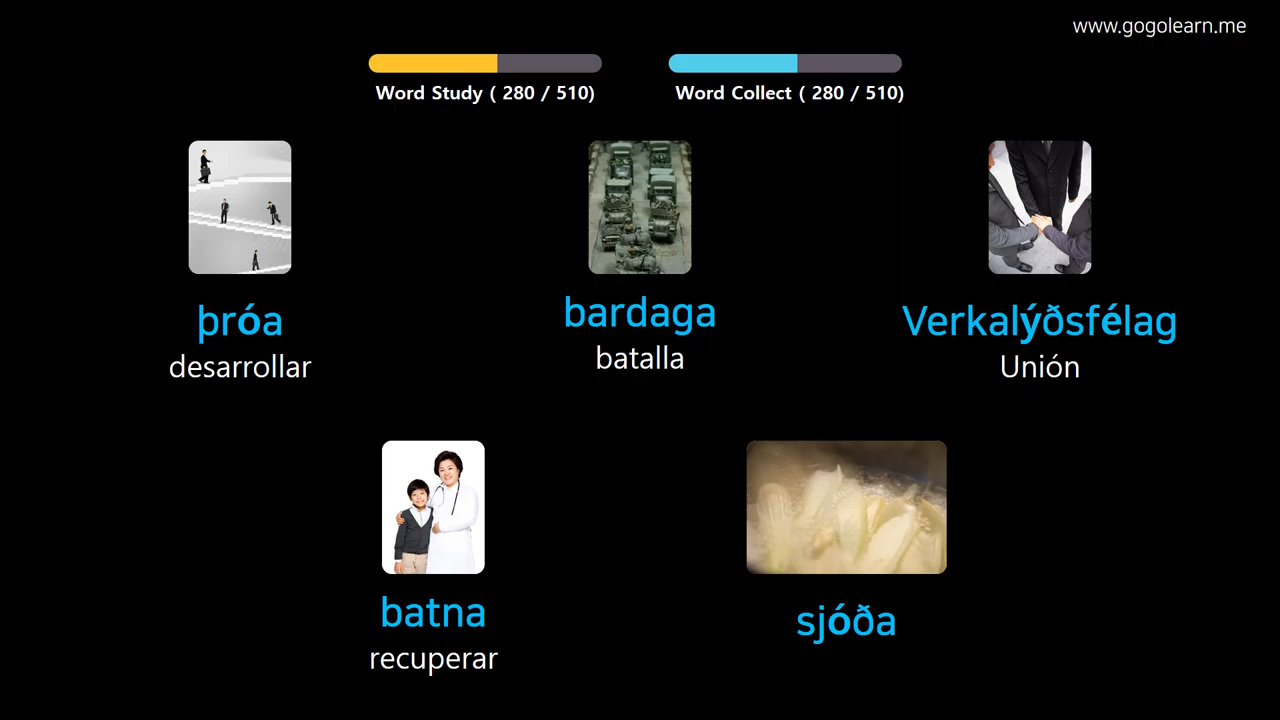 www.gogolearn.me
Word Study ( 280 / 510)
Word Collect ( 280 / 510)
þróa
desarrollar
bardaga
batalla
Verkalýðsfélag
Unión
batna
recuperar
sjóða